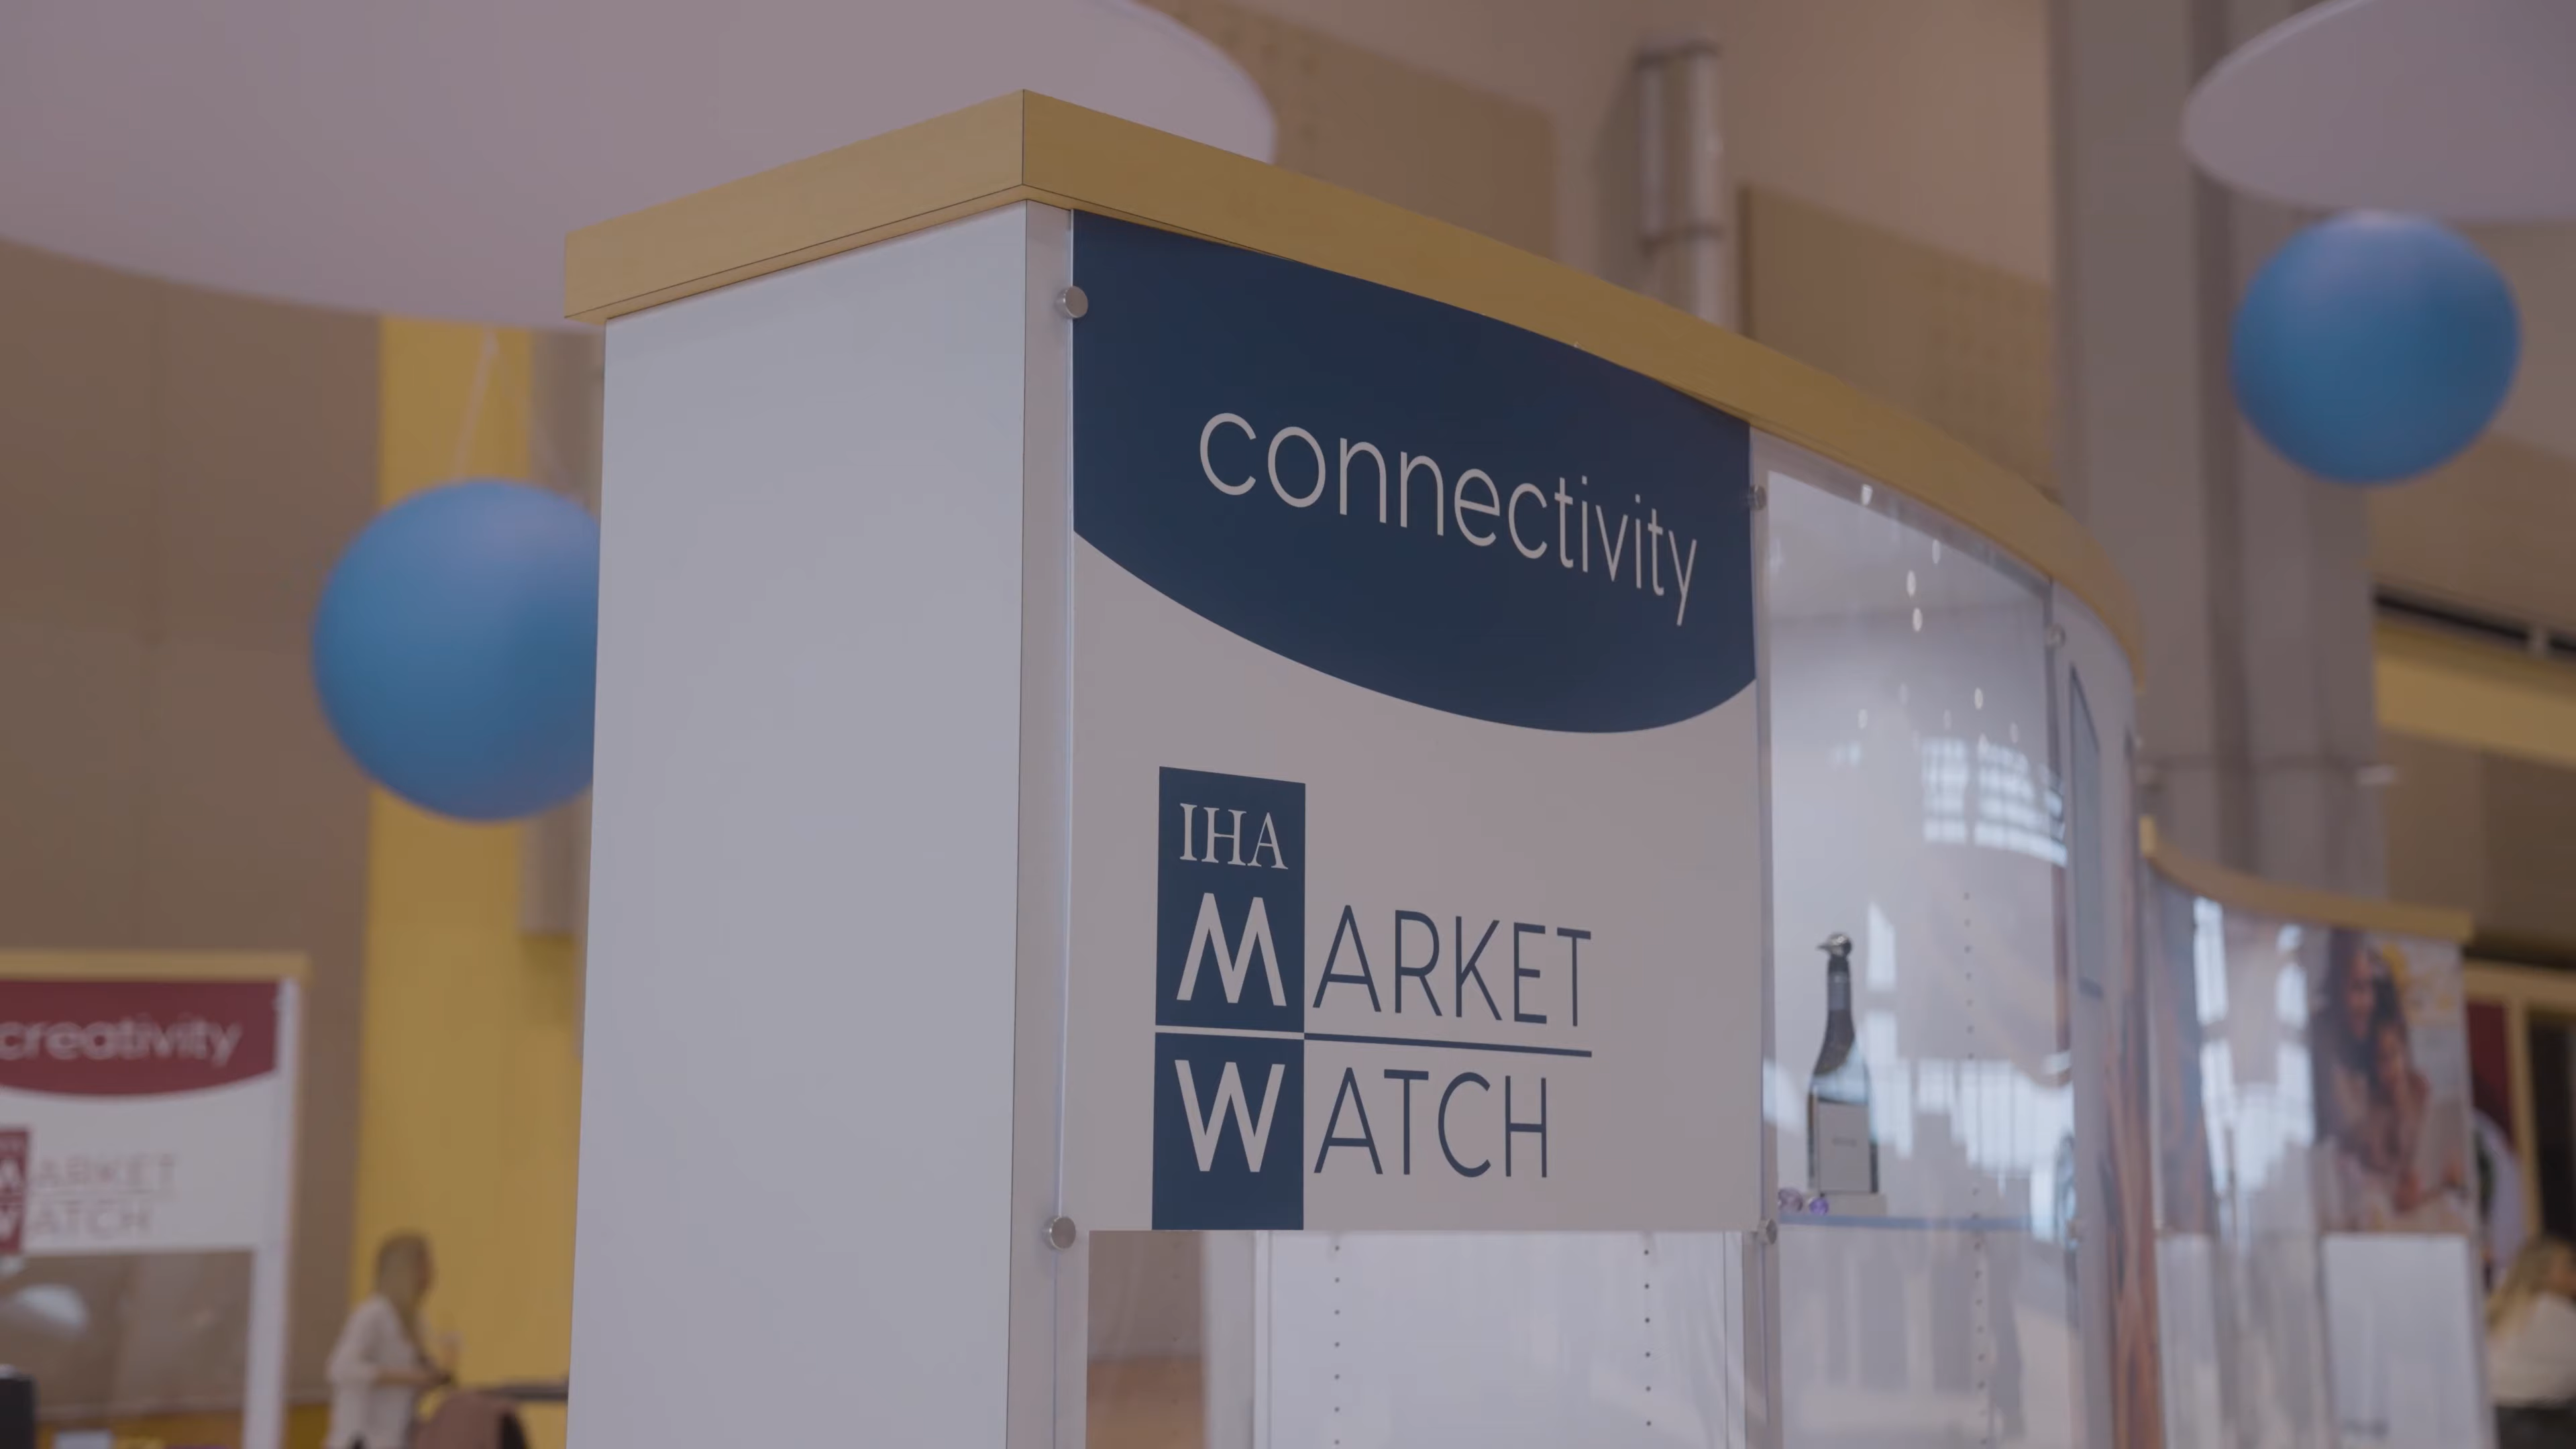 connectivity
IHA
MARKET
WATCH
creativity
MARKET
WATCH